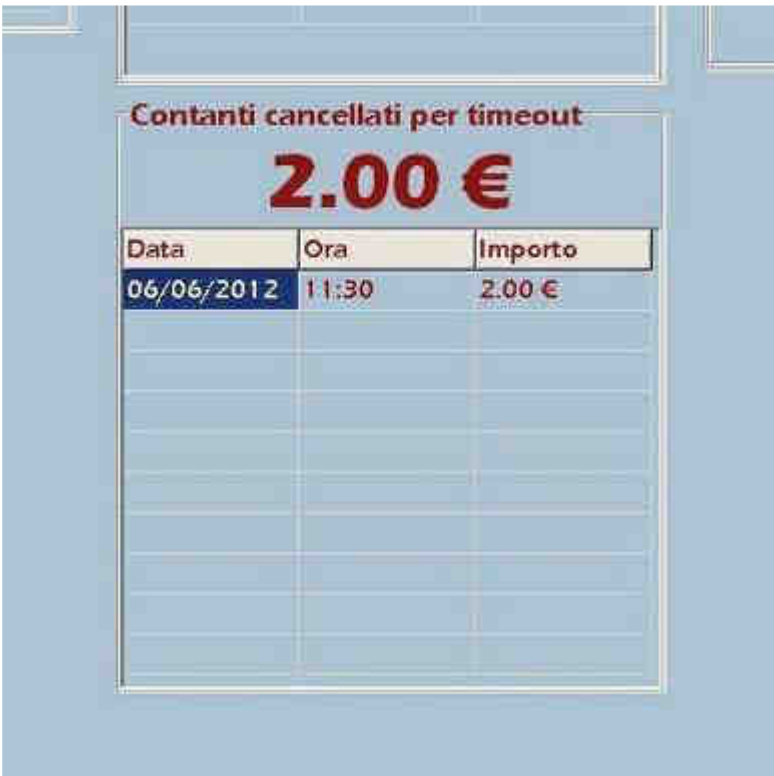 Contanti cancellati per timeout
2.00 €
Data Ora Importo
06/06/2012 11:30 2.00 €